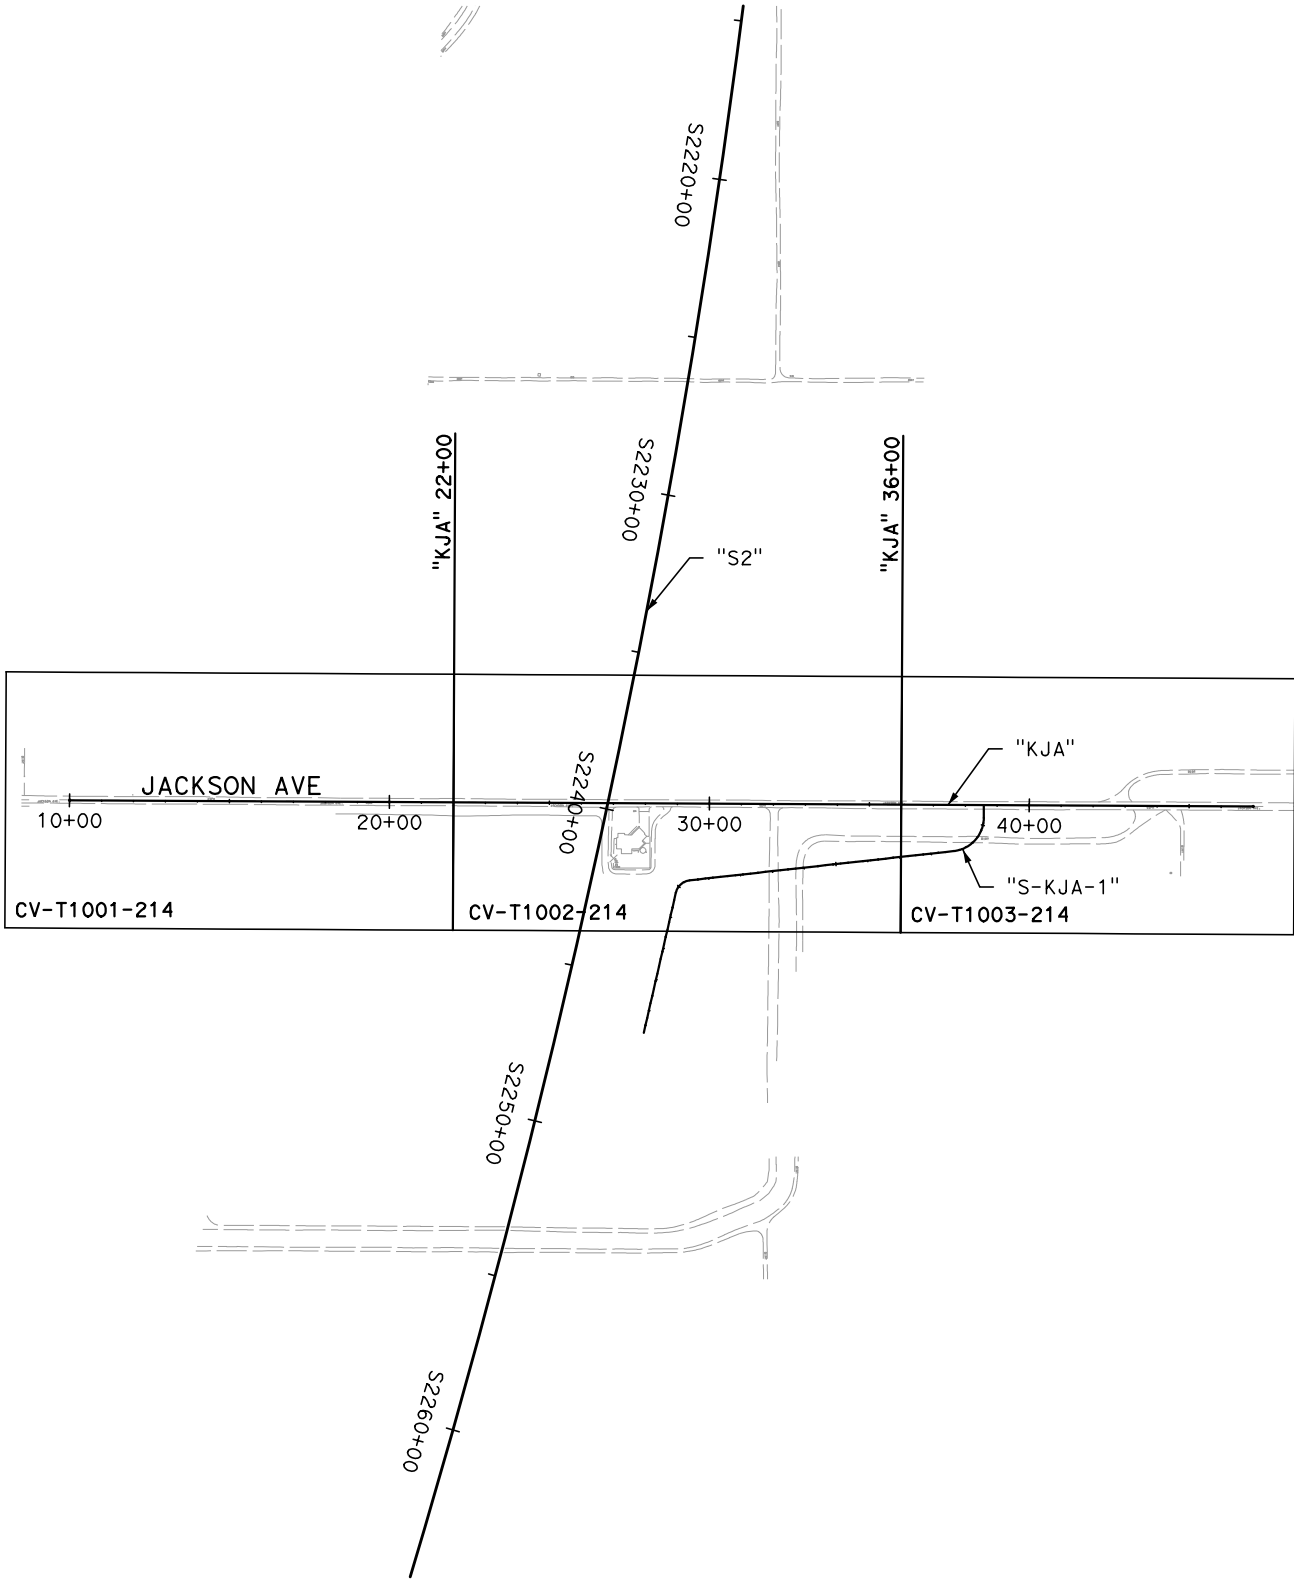 S2220+00
"KJA" 22+00
S2230+00
"KJA" 36+00
"S2"
"KJA"
JACKSON AVE
S2240+00
10+00
20+00
30+00
40+00
"S-KJA-1"
CV-T1001-214
CV-T1002-214
CV-T1003-214
S2250+00
S2260+00